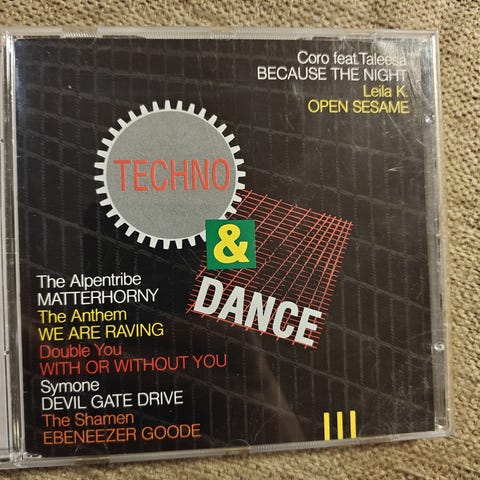 Coro feat.Taleesa
BECAUSE THE NIGHT
Leila K.
OPEN SESAME
TECHNO
&
DANCE
The Alpentribe
MATTERHORNY
The Anthem
WE ARE RAVING
Double You
WITH OR WITHOUT YOU
Symone
DEVIL GATE DRIVE
The Shamen
EBENEEZER GOODE
III